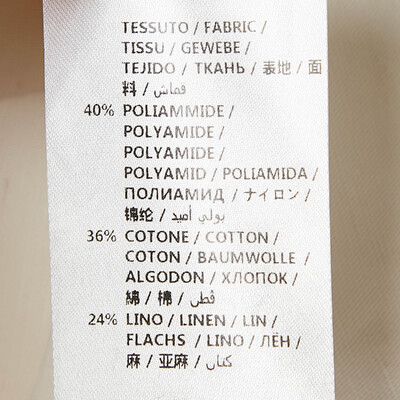 TESSUTO / FABRIC /
TISSU / GEWEBE /
TEJIDO / ТКАНЬ / 表地 / 面
料 / قماش
40% POLIAMMIDE /
POLYAMIDE /
POLYAMIDE /
POLYAMID / POLIAMIDA /
ПОЛИАМИД / ナイロン /
锦纶 / بولي أميد
36% COTONE / COTTON /
COTON / BAUMWOLLE /
ALGODON / ХЛОПОК /
綿 / 棉 / قطن
24% LINO / LINEN / LIN /
FLACHS / LINO / ЛЁН /
麻 / 亚麻 / كتان